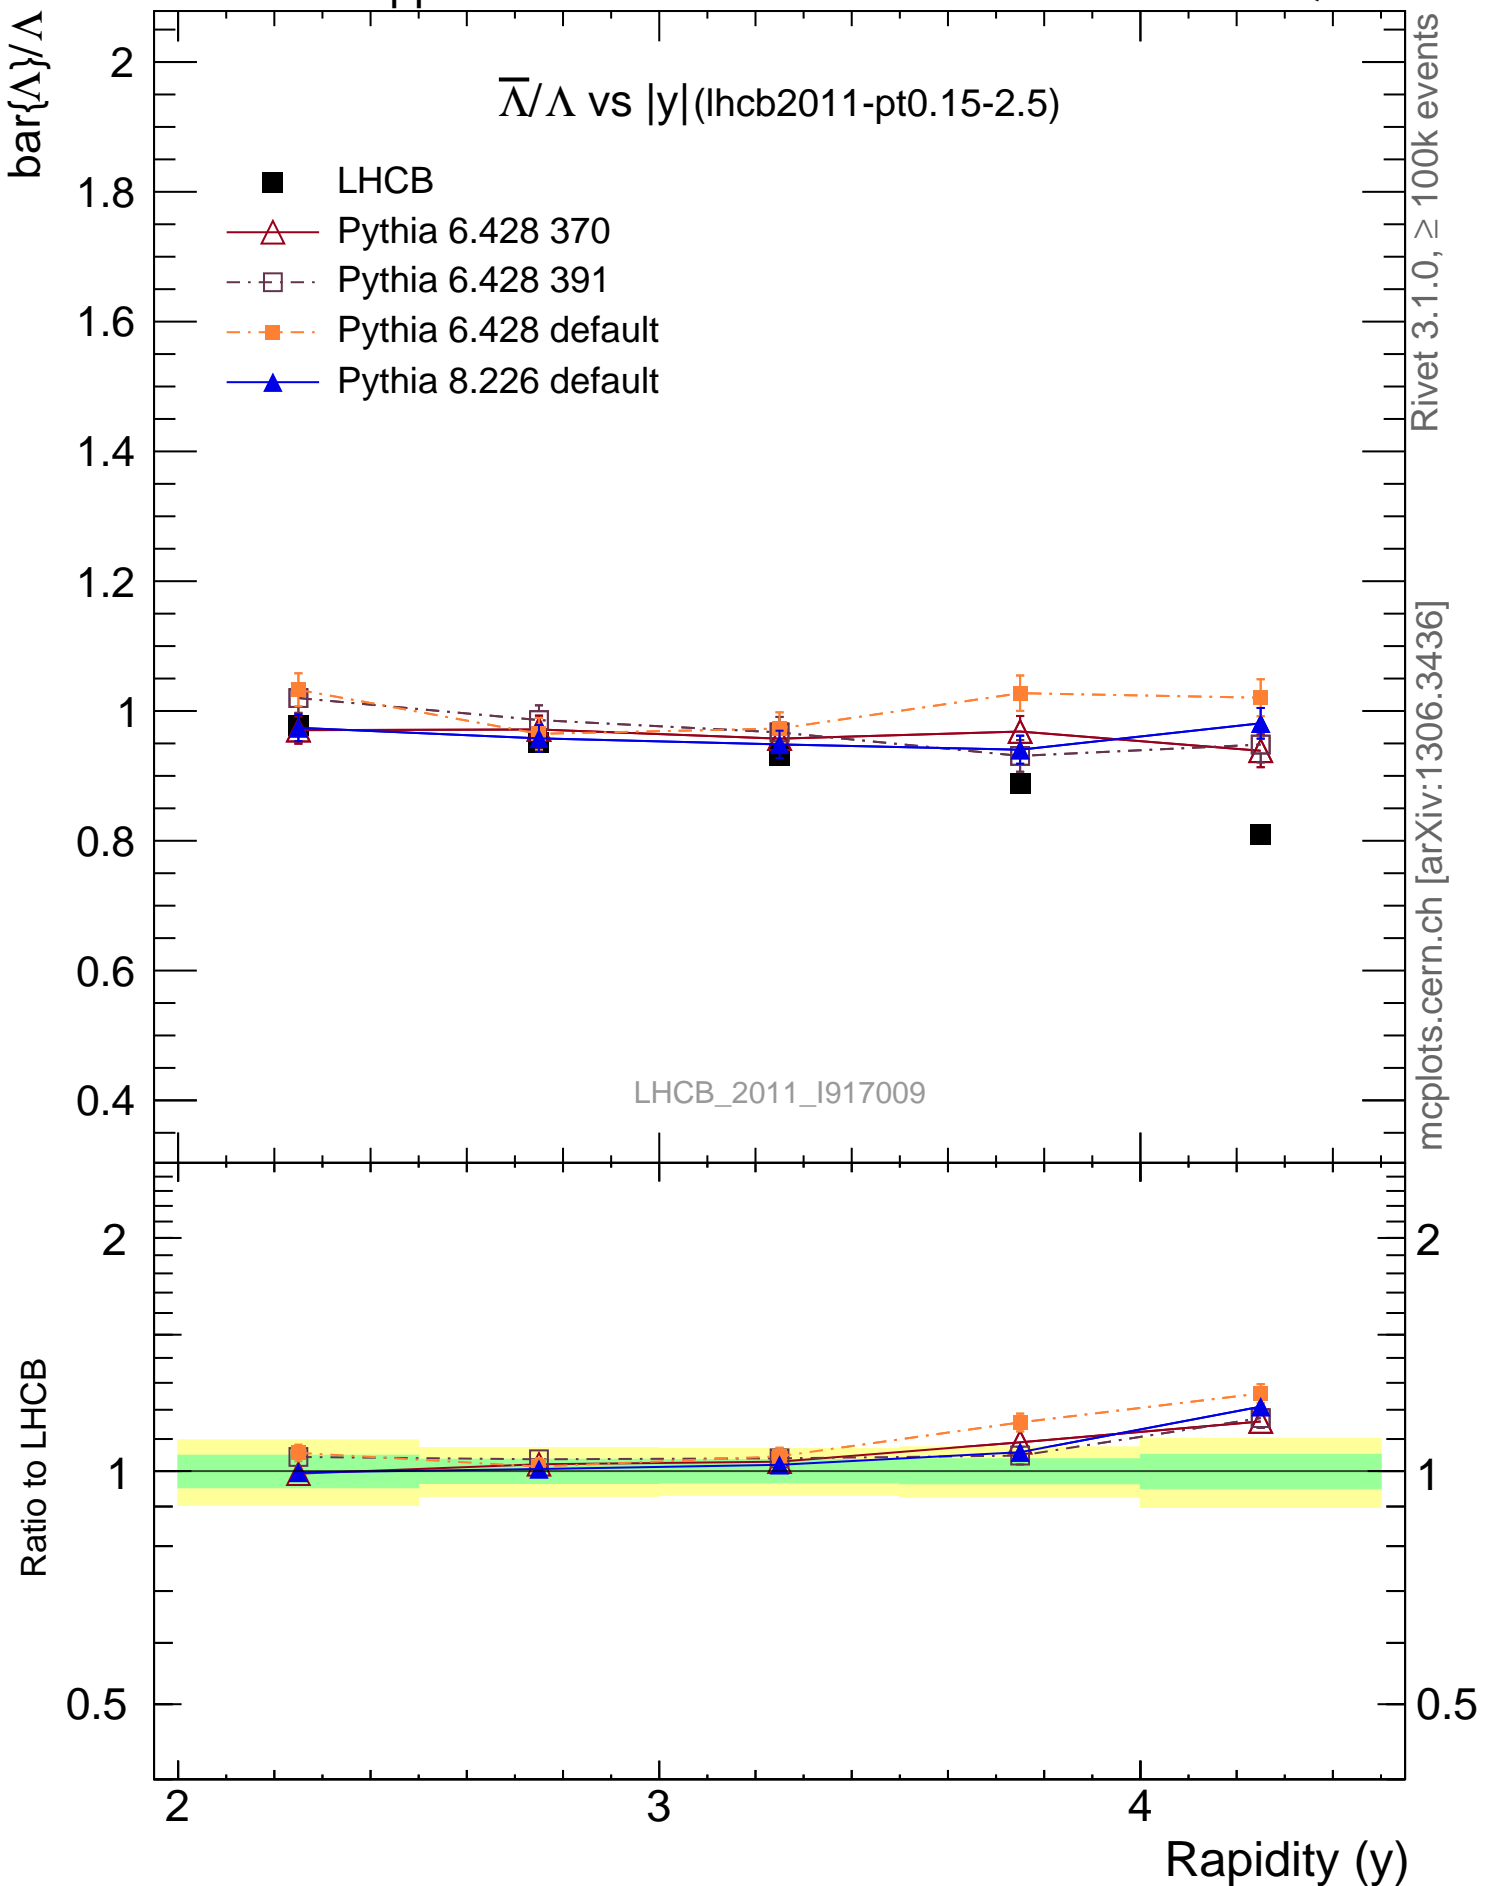 bar{Λ}/Λ
Λ̅/Λ vs |y|(lhcb2011-pt0.15-2.5)
LHCB
Pythia 6.428 370
Pythia 6.428 391
Pythia 6.428 default
Pythia 8.226 default
2
1.8
1.6
1.4
1.2
1
0.8
0.6
0.4
LHCB_2011_I917009
Rivet 3.1.0, ≥ 100k events
mcplots.cern.ch [arXiv:1306.3436]
Ratio to LHCB
2
1
0.5
2
1
0.5
2
3
4
Rapidity (y)